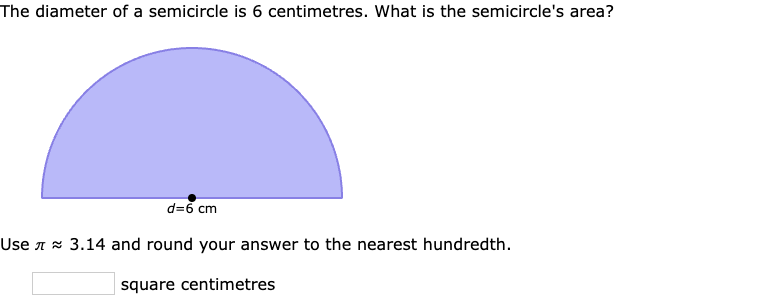 The diameter of a semicircle is 6 centimetres. What is the semicircle's area?
d=6 cm
Use π ≈ 3.14 and round your answer to the nearest hundredth.
square centimetres